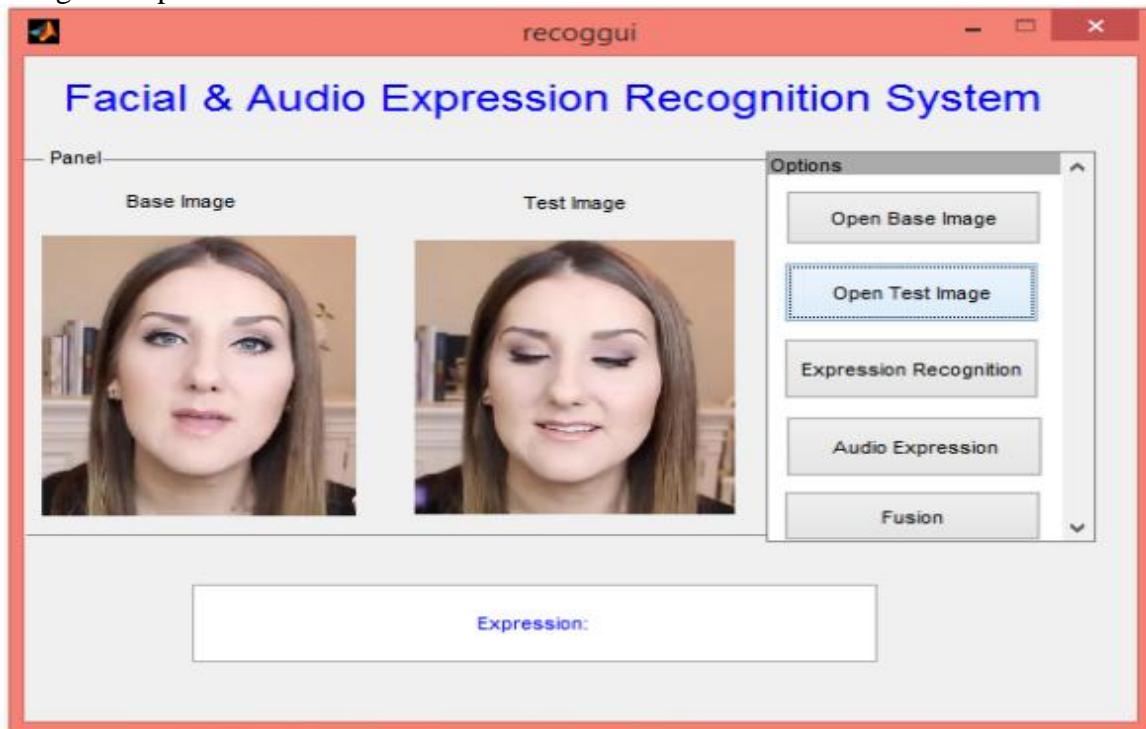 recoggui
Facial & Audio Expression Recognition System
Panel
Base Image
Test Image
Options
Open Base Image
Open Test Image
Expression Recognition
Audio Expression
Fusion
Expression: